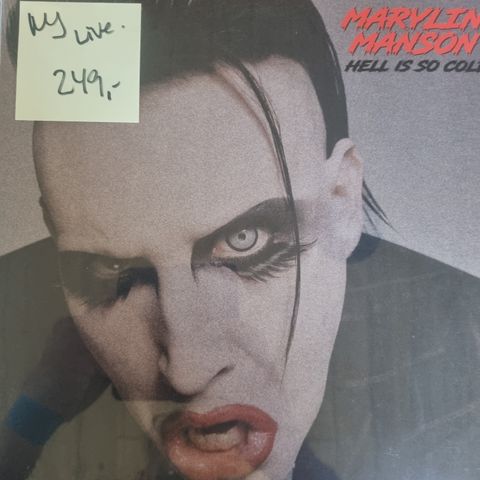 Ny
Live.
249,-
MARYLIN
MANSON
HELL IS SO COL